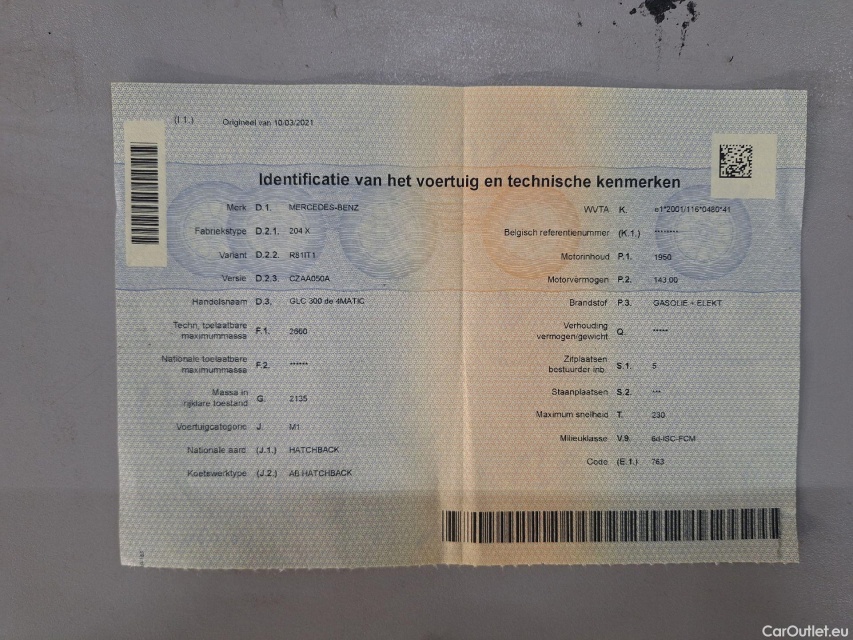 (I.1.) Origineel van 10/03/2021
Identificatie van het voertuig en technische kenmerken
Merk D.1. MERCEDES-BENZ
Fabriekstype D.2.1. 204 X
Variant D.2.2. R81IT1
Versie D.2.3. CZAA050A
Handelsnaam D.3. GLC 300 de 4MATIC
Techn. toelaatbare
maximummassa F.1. 2660
Nationale toelaatbare
maximummassa F.2. ******
Massa in
rijklare toestand G. 2135
Voertuigcategorie J. M1
Nationale aard (J.1.) HATCHBACK
Koetswerktype (J.2.) AB HATCHBACK
WVTA K. e1*2001/116*0480*41
Belgisch referentienummer (K.1.) ********
Motorinhoud P.1. 1950
Motorvermogen P.2. 143.00
Brandstof P.3. GASOLIE + ELEKT
Verhouding
vermogen/gewicht Q. *****
Zitplaatsen
bestuurder inb. S.1. 5
Staanplaatsen S.2. ***
Maximum snelheid T. 230
Milieuklasse V.9. 6d-ISC-FCM
Code (E.1.) 763
CarOutlet.eu